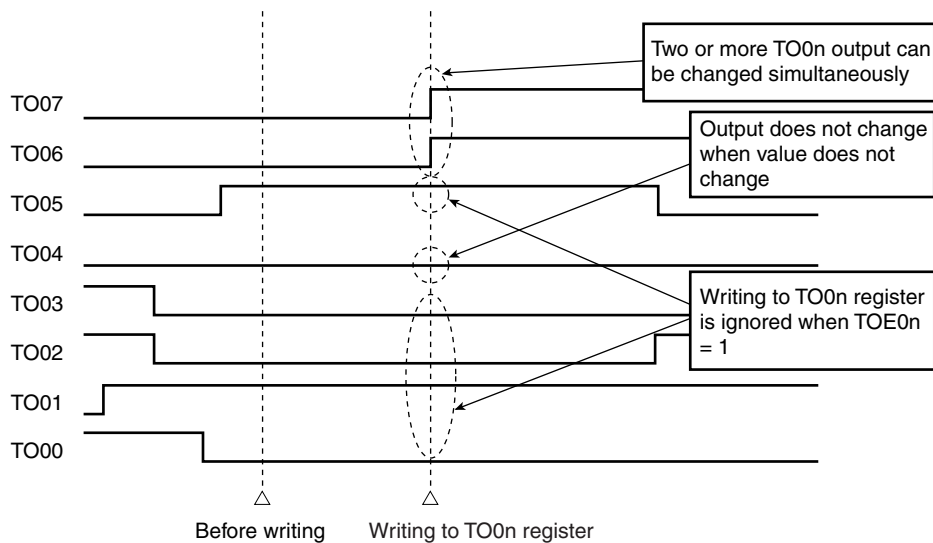 Two or more TO0n output can
be changed simultaneously
TO07
Output does not change
when value does not
change
TO06
TO05
TO04
TO03
Writing to TO0n register
is ignored when TOE0n
= 1
TO02
TO01
TO00
Before writing
Writing to TO0n register